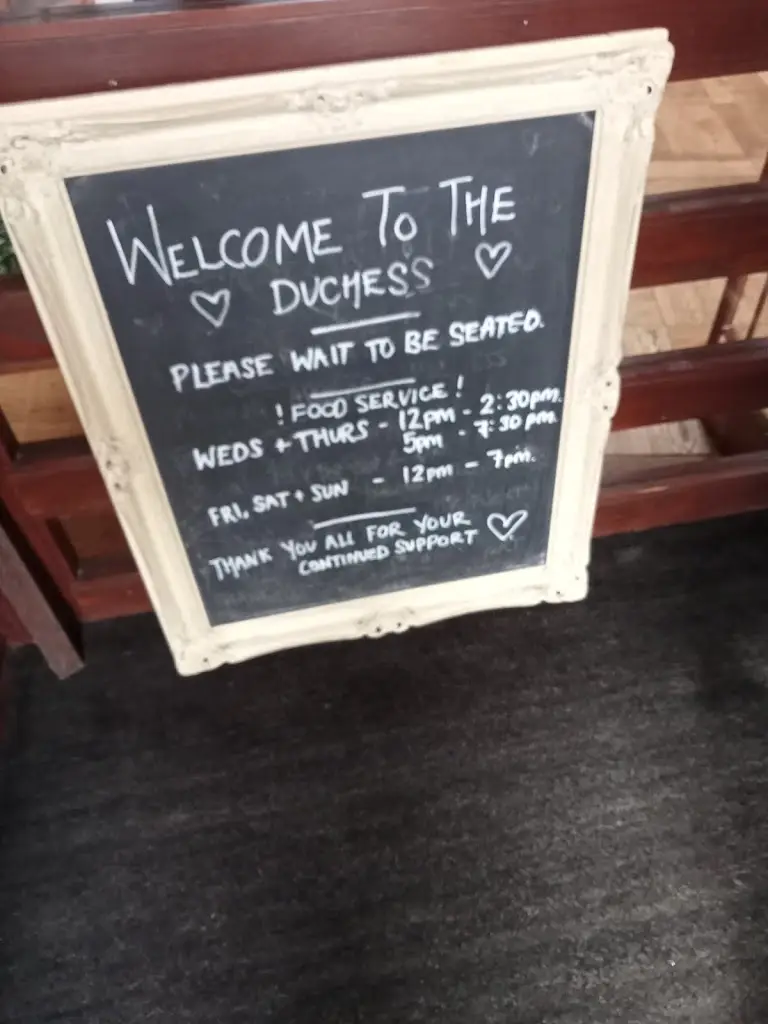 WELCOME TO THE
♡ DUCHESS ♡
PLEASE WAIT TO BE SEATED.
! FOOD SERVICE !
WEDS + THURS - 12pm - 2:30pm.
5pm - 7:30pm.
FRI, SAT + SUN - 12pm - 7pm.
THANK YOU ALL FOR YOUR
CONTINUED SUPPORT ♡